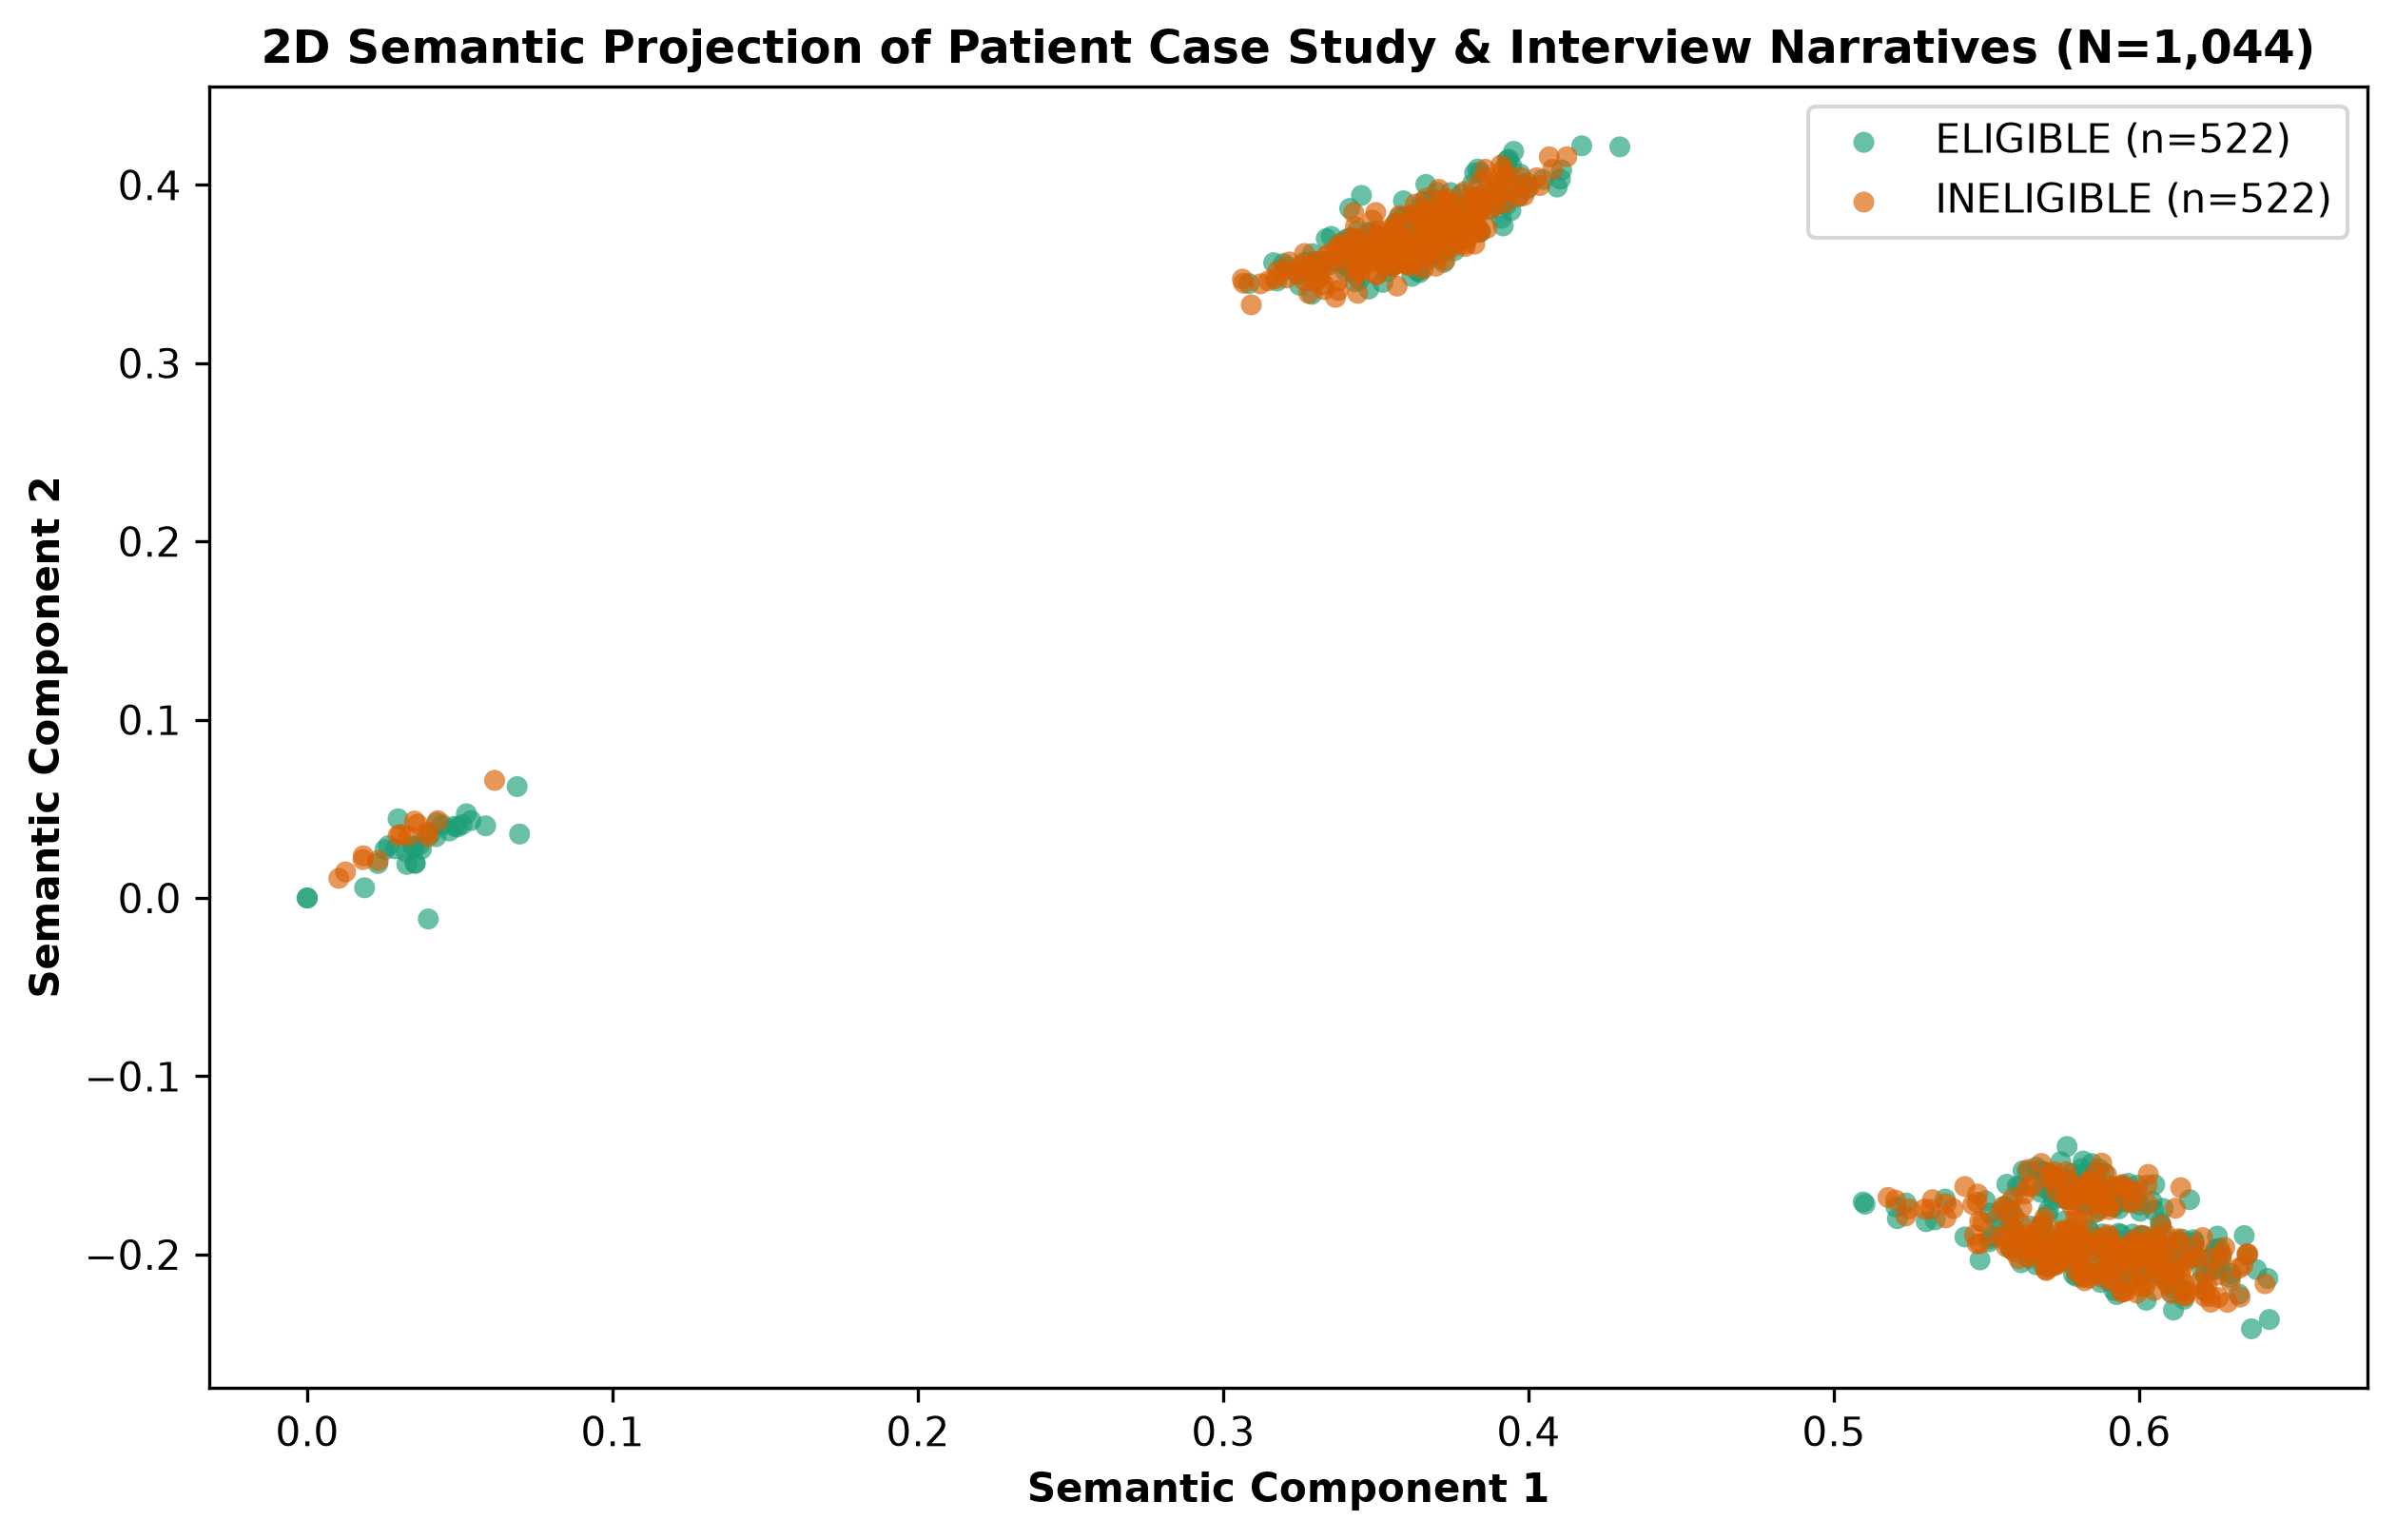 2D Semantic Projection of Patient Case Study & Interview Narratives (N=1,044)
ELIGIBLE (n=522)
INELIGIBLE (n=522)
0.4
0.3
0.2
0.1
0.0
−0.1
−0.2
Semantic Component 2
0.0 0.1 0.2 0.3 0.4 0.5 0.6
Semantic Component 1